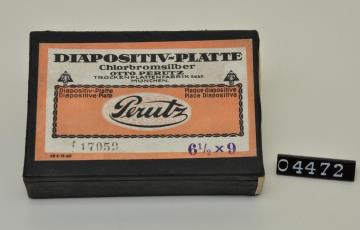 DIAPOSITIV-PLATTE
Chlorbromsilber
OTTO PERUTZ
TROCKENPLATTENFABRIK G.M.B.H.
MÜNCHEN.
Diapositiv-Platte Plaque diapositive
Diapositive-Plate Placa Diapositiva
Perutz
17059
6½ x 9
04472